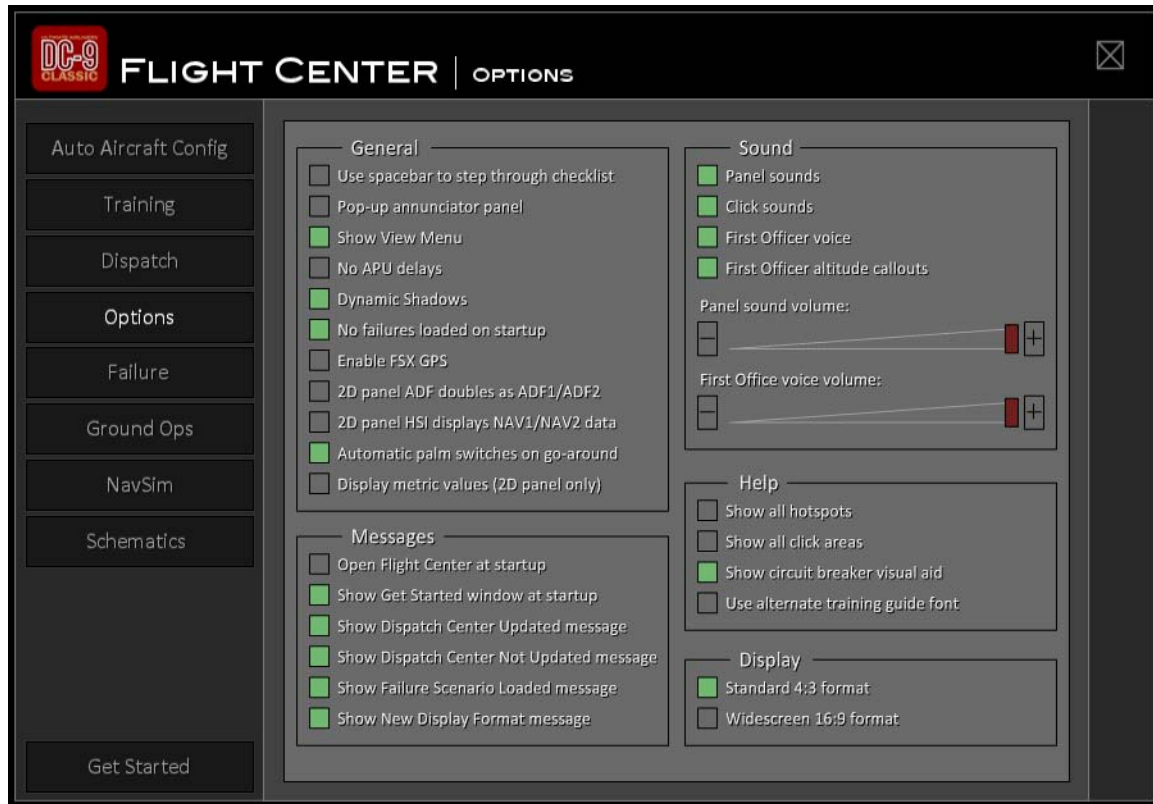 ULTIMATE AIRLINERS
DC-9
CLASSIC
FLIGHT CENTER | OPTIONS
Auto Aircraft Config
Training
Dispatch
Options
Failure
Ground Ops
NavSim
Schematics
Get Started
General
Use spacebar to step through checklist
Pop-up annunciator panel
Show View Menu
No APU delays
Dynamic Shadows
No failures loaded on startup
Enable FSX GPS
2D panel ADF doubles as ADF1/ADF2
2D panel HSI displays NAV1/NAV2 data
Automatic palm switches on go-around
Display metric values (2D panel only)
Messages
Open Flight Center at startup
Show Get Started window at startup
Show Dispatch Center Updated message
Show Dispatch Center Not Updated message
Show Failure Scenario Loaded message
Show New Display Format message
Sound
Panel sounds
Click sounds
First Officer voice
First Officer altitude callouts
Panel sound volume:
− +
First Office voice volume:
− +
Help
Show all hotspots
Show all click areas
Show circuit breaker visual aid
Use alternate training guide font
Display
Standard 4:3 format
Widescreen 16:9 format